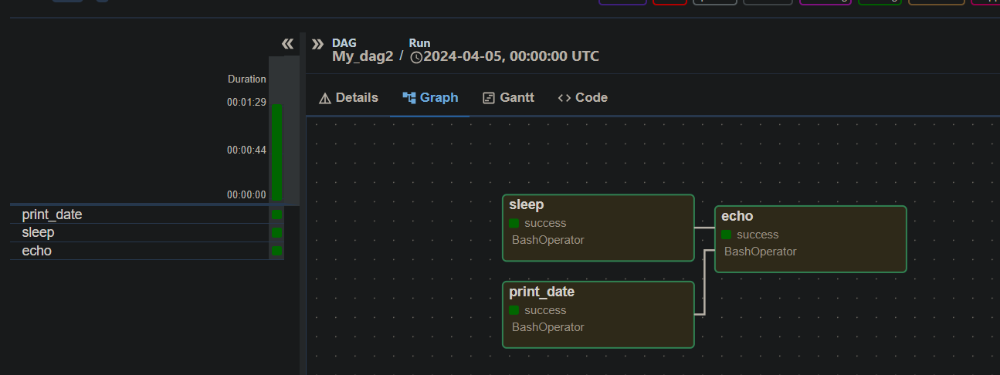 DAG
Run
My_dag2 / 2024-04-05, 00:00:00 UTC
Duration
00:01:29
00:00:44
00:00:00
print_date
sleep
echo
Details
Graph
Gantt
Code
sleep
success
BashOperator
echo
success
BashOperator
print_date
success
BashOperator